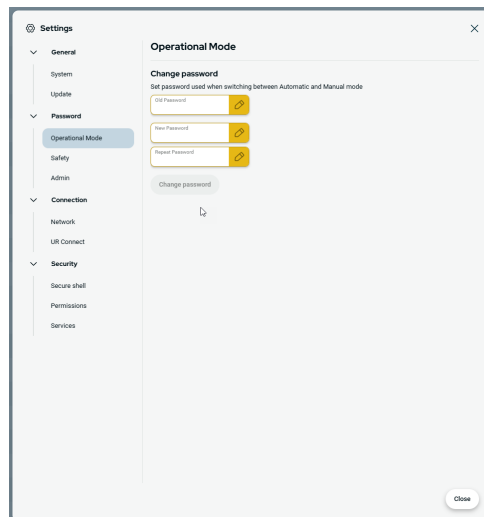 Settings
General
System
Update
Password
Operational Mode
Safety
Admin
Connection
Network
UR Connect
Security
Secure shell
Permissions
Services
Operational Mode
Change password
Set password used when switching between Automatic and Manual mode
Old Password
New Password
Repeat Password
Change password
Close